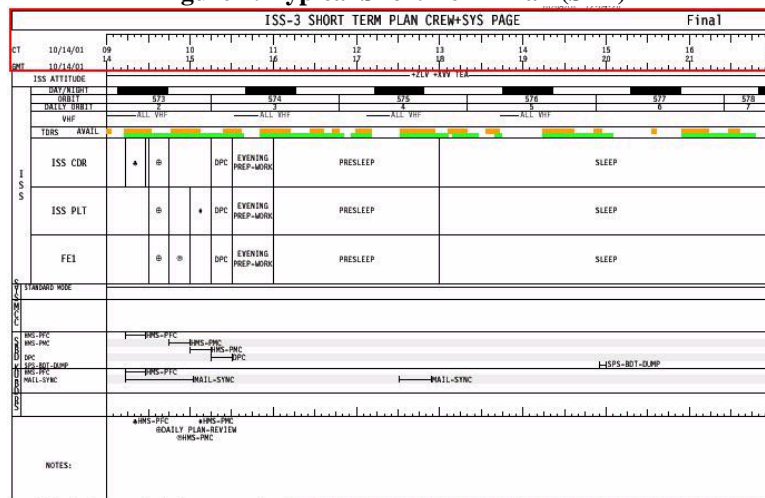 ISS-3 SHORT TERM PLAN CREW+SYS PAGE Final
CT 10/14/01 09 10 11 12 13 14 15 16
GMT 10/14/01 14 15 16 17 18 19 20 21
ISS ATTITUDE +ZLV +XVV TEA
DAY/NIGHT
ORBIT 573 574 575 576 577 578
DAILY ORBIT 2 3 4 5 6 7
VHF ALL VHF ALL VHF ALL VHF ALL VHF
TDRS AVAIL
ISS
ISS CDR DPC EVENING PREP-WORK PRESLEEP SLEEP
ISS PLT DPC EVENING PREP-WORK PRESLEEP SLEEP
FE1 DPC EVENING PREP-WORK PRESLEEP SLEEP
STANDARD MODE
HMS-PFC HMS-PFC
HMS-PMC HMS-PMC
HMS-PMC
DPC DPC
SPS-BDT-DUMP SPS-BDT-DUMP
HMS-PFC HMS-PFC
MAIL-SYNC MAIL-SYNC MAIL-SYNC
♠HMS-PFC ♦HMS-PMC
⊕DAILY PLAN-REVIEW
HMS-PMC
NOTES: